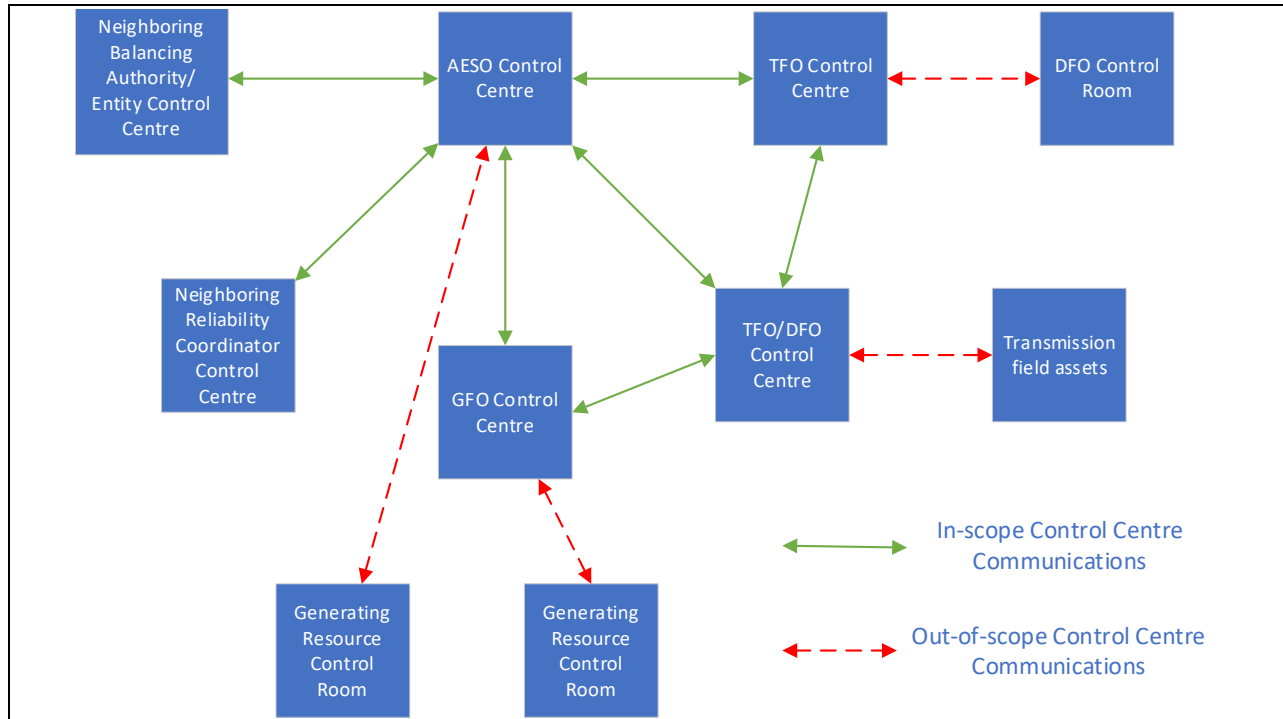 Neighboring
Balancing
Authority/
Entity Control
Centre
AESO Control
Centre
TFO Control
Centre
DFO Control
Room
Neighboring
Reliability
Coordinator
Control
Centre
GFO Control
Centre
TFO/DFO
Control
Centre
Transmission
field assets
Generating
Resource
Control
Room
Generating
Resource
Control
Room
In-scope Control Centre
Communications
Out-of-scope Control Centre
Communications